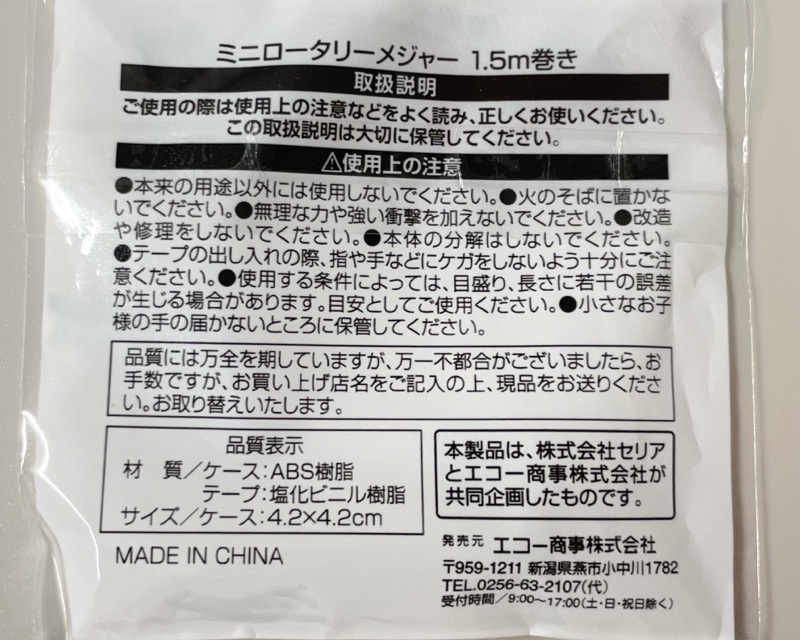 ミニロータリーメジャー 1.5m巻き
取扱説明
ご使用の際は使用上の注意などをよく読み、正しくお使いください。
この取扱説明は大切に保管してください。
⚠使用上の注意
●本来の用途以外には使用しないでください。●火のそばに置かな
いでください。●無理な力や強い衝撃を加えないでください。●改造
や修理をしないでください。●本体の分解はしないでください。
●テープの出し入れの際、指や手などにケガをしないよう十分にご注
意ください。●使用する条件によっては、目盛り、長さに若干の誤差
が生じる場合があります。目安としてご使用ください。●小さなお子
様の手の届かないところに保管してください。
品質には万全を期していますが、万一不都合がございましたら、お
手数ですが、お買い上げ店名をご記入の上、現品をお送りくださ
い。お取り替えいたします。
品質表示
材 質/ケース:ABS樹脂
テープ:塩化ビニル樹脂
サイズ/ケース:4.2×4.2cm
本製品は、株式会社セリア
とエコー商事株式会社が
共同企画したものです。
MADE IN CHINA
発売元 エコー商事株式会社
〒959-1211 新潟県燕市小中川1782
TEL.0256-63-2107(代)
受付時間/9:00〜17:00(土・日・祝日除く)